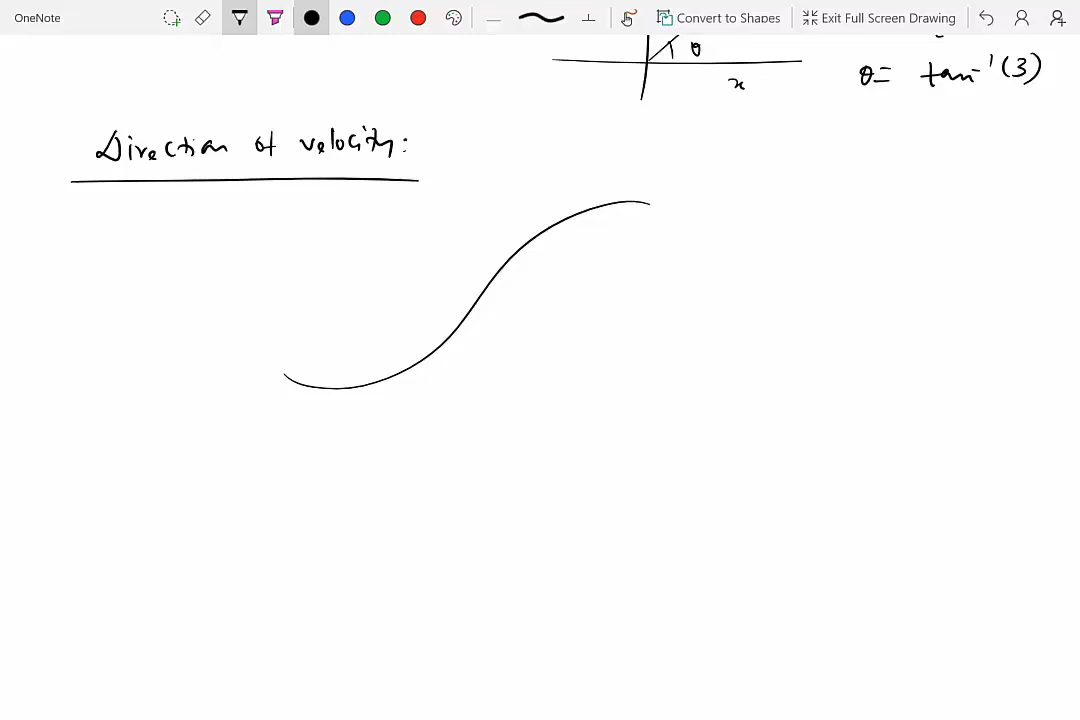 OneNote
Convert to Shapes
Exit Full Screen Drawing
θ
x
θ= tan⁻¹(3)
Direction of velocity: